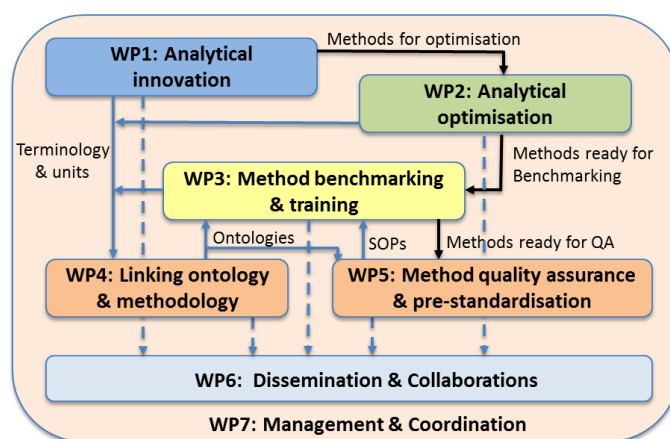 Methods for optimisation
WP1: Analytical
innovation
WP2: Analytical
optimisation
Terminology
& units
Methods ready for
Benchmarking
WP3: Method benchmarking
& training
Ontologies
SOPs
Methods ready for QA
WP4: Linking ontology
& methodology
WP5: Method quality assurance
& pre-standardisation
WP6:  Dissemination & Collaborations
WP7: Management & Coordination